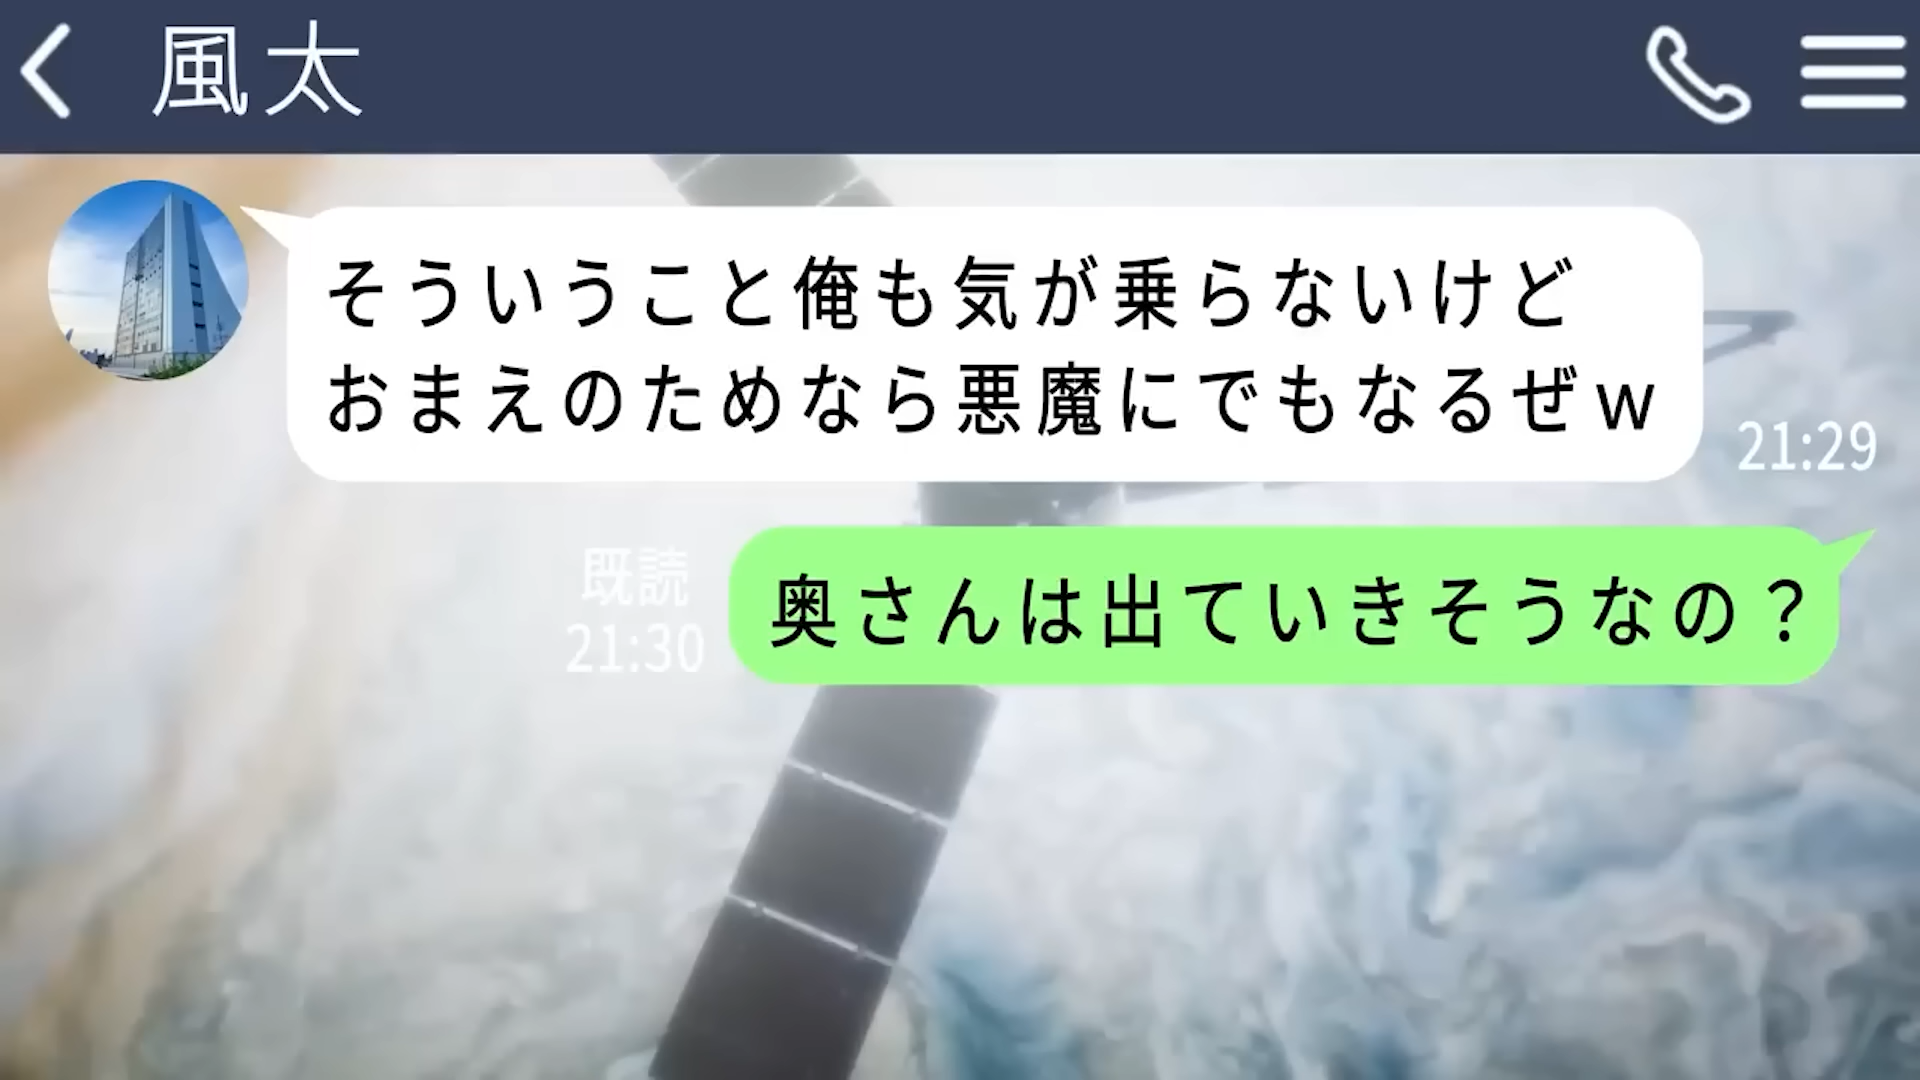 風太
そういうこと俺も気が乗らないけど
おまえのためなら悪魔にでもなるぜｗ
21:29
既読
21:30
奥さんは出ていきそうなの？